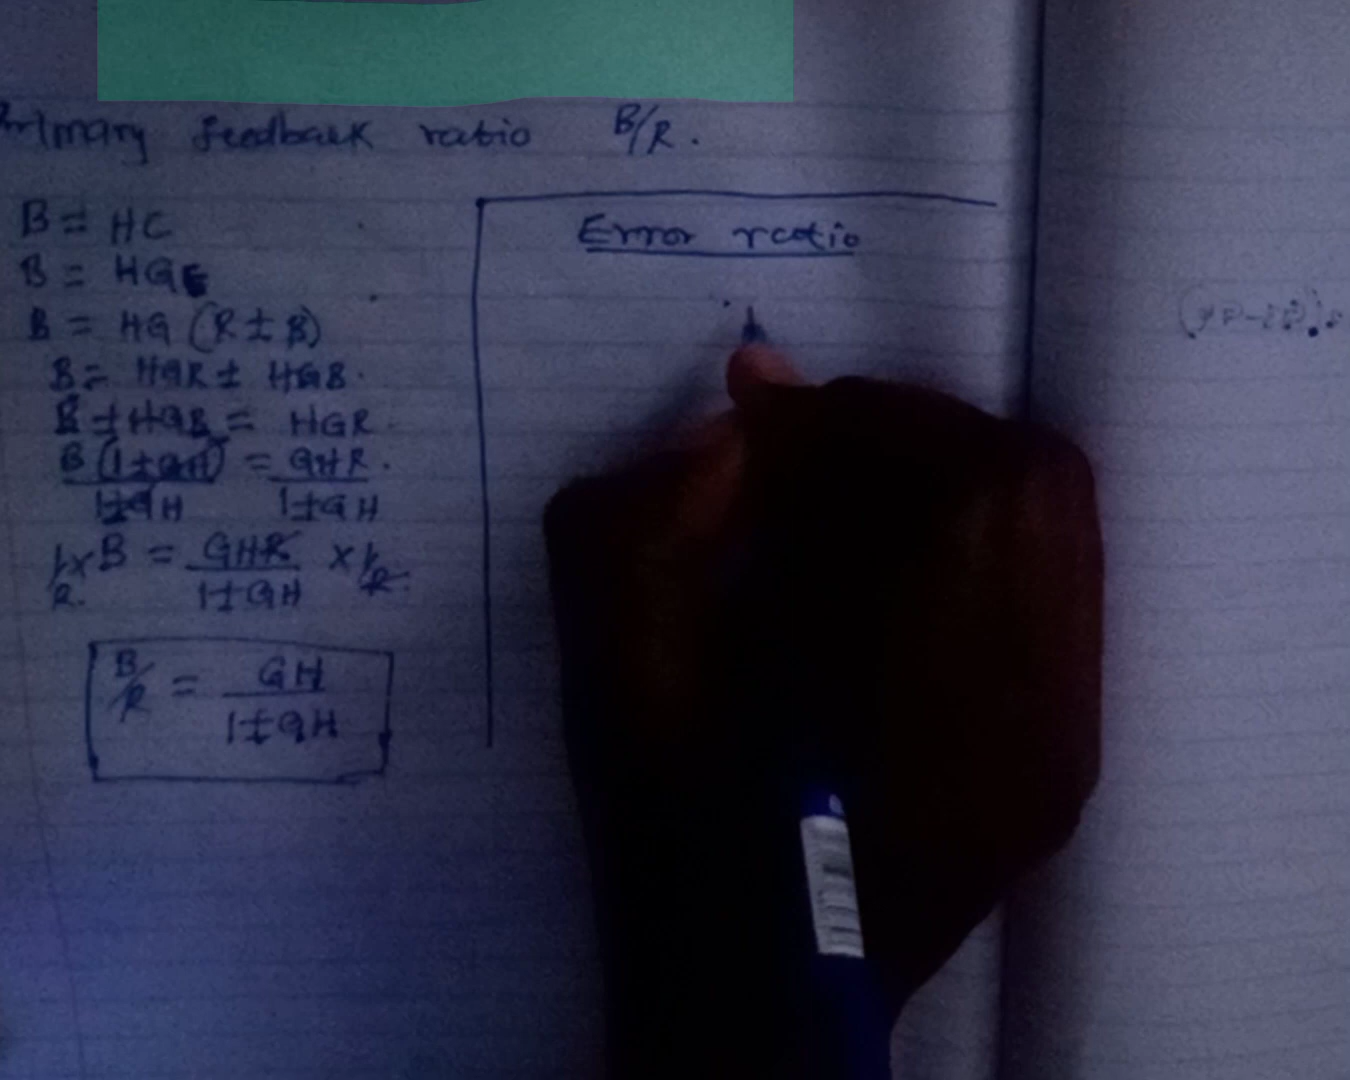 Primary feedback ratio B/R.
B = HC
B = HGE
B = HG (R ± B)
B = HGR ± HGB.
B ± HGB = HGR.
B (1±GH) / 1±GH = GHR. / 1±GH
1/R. × B = GHR / 1±GH × 1/R.
B/R = GH / 1±GH
Error ratio